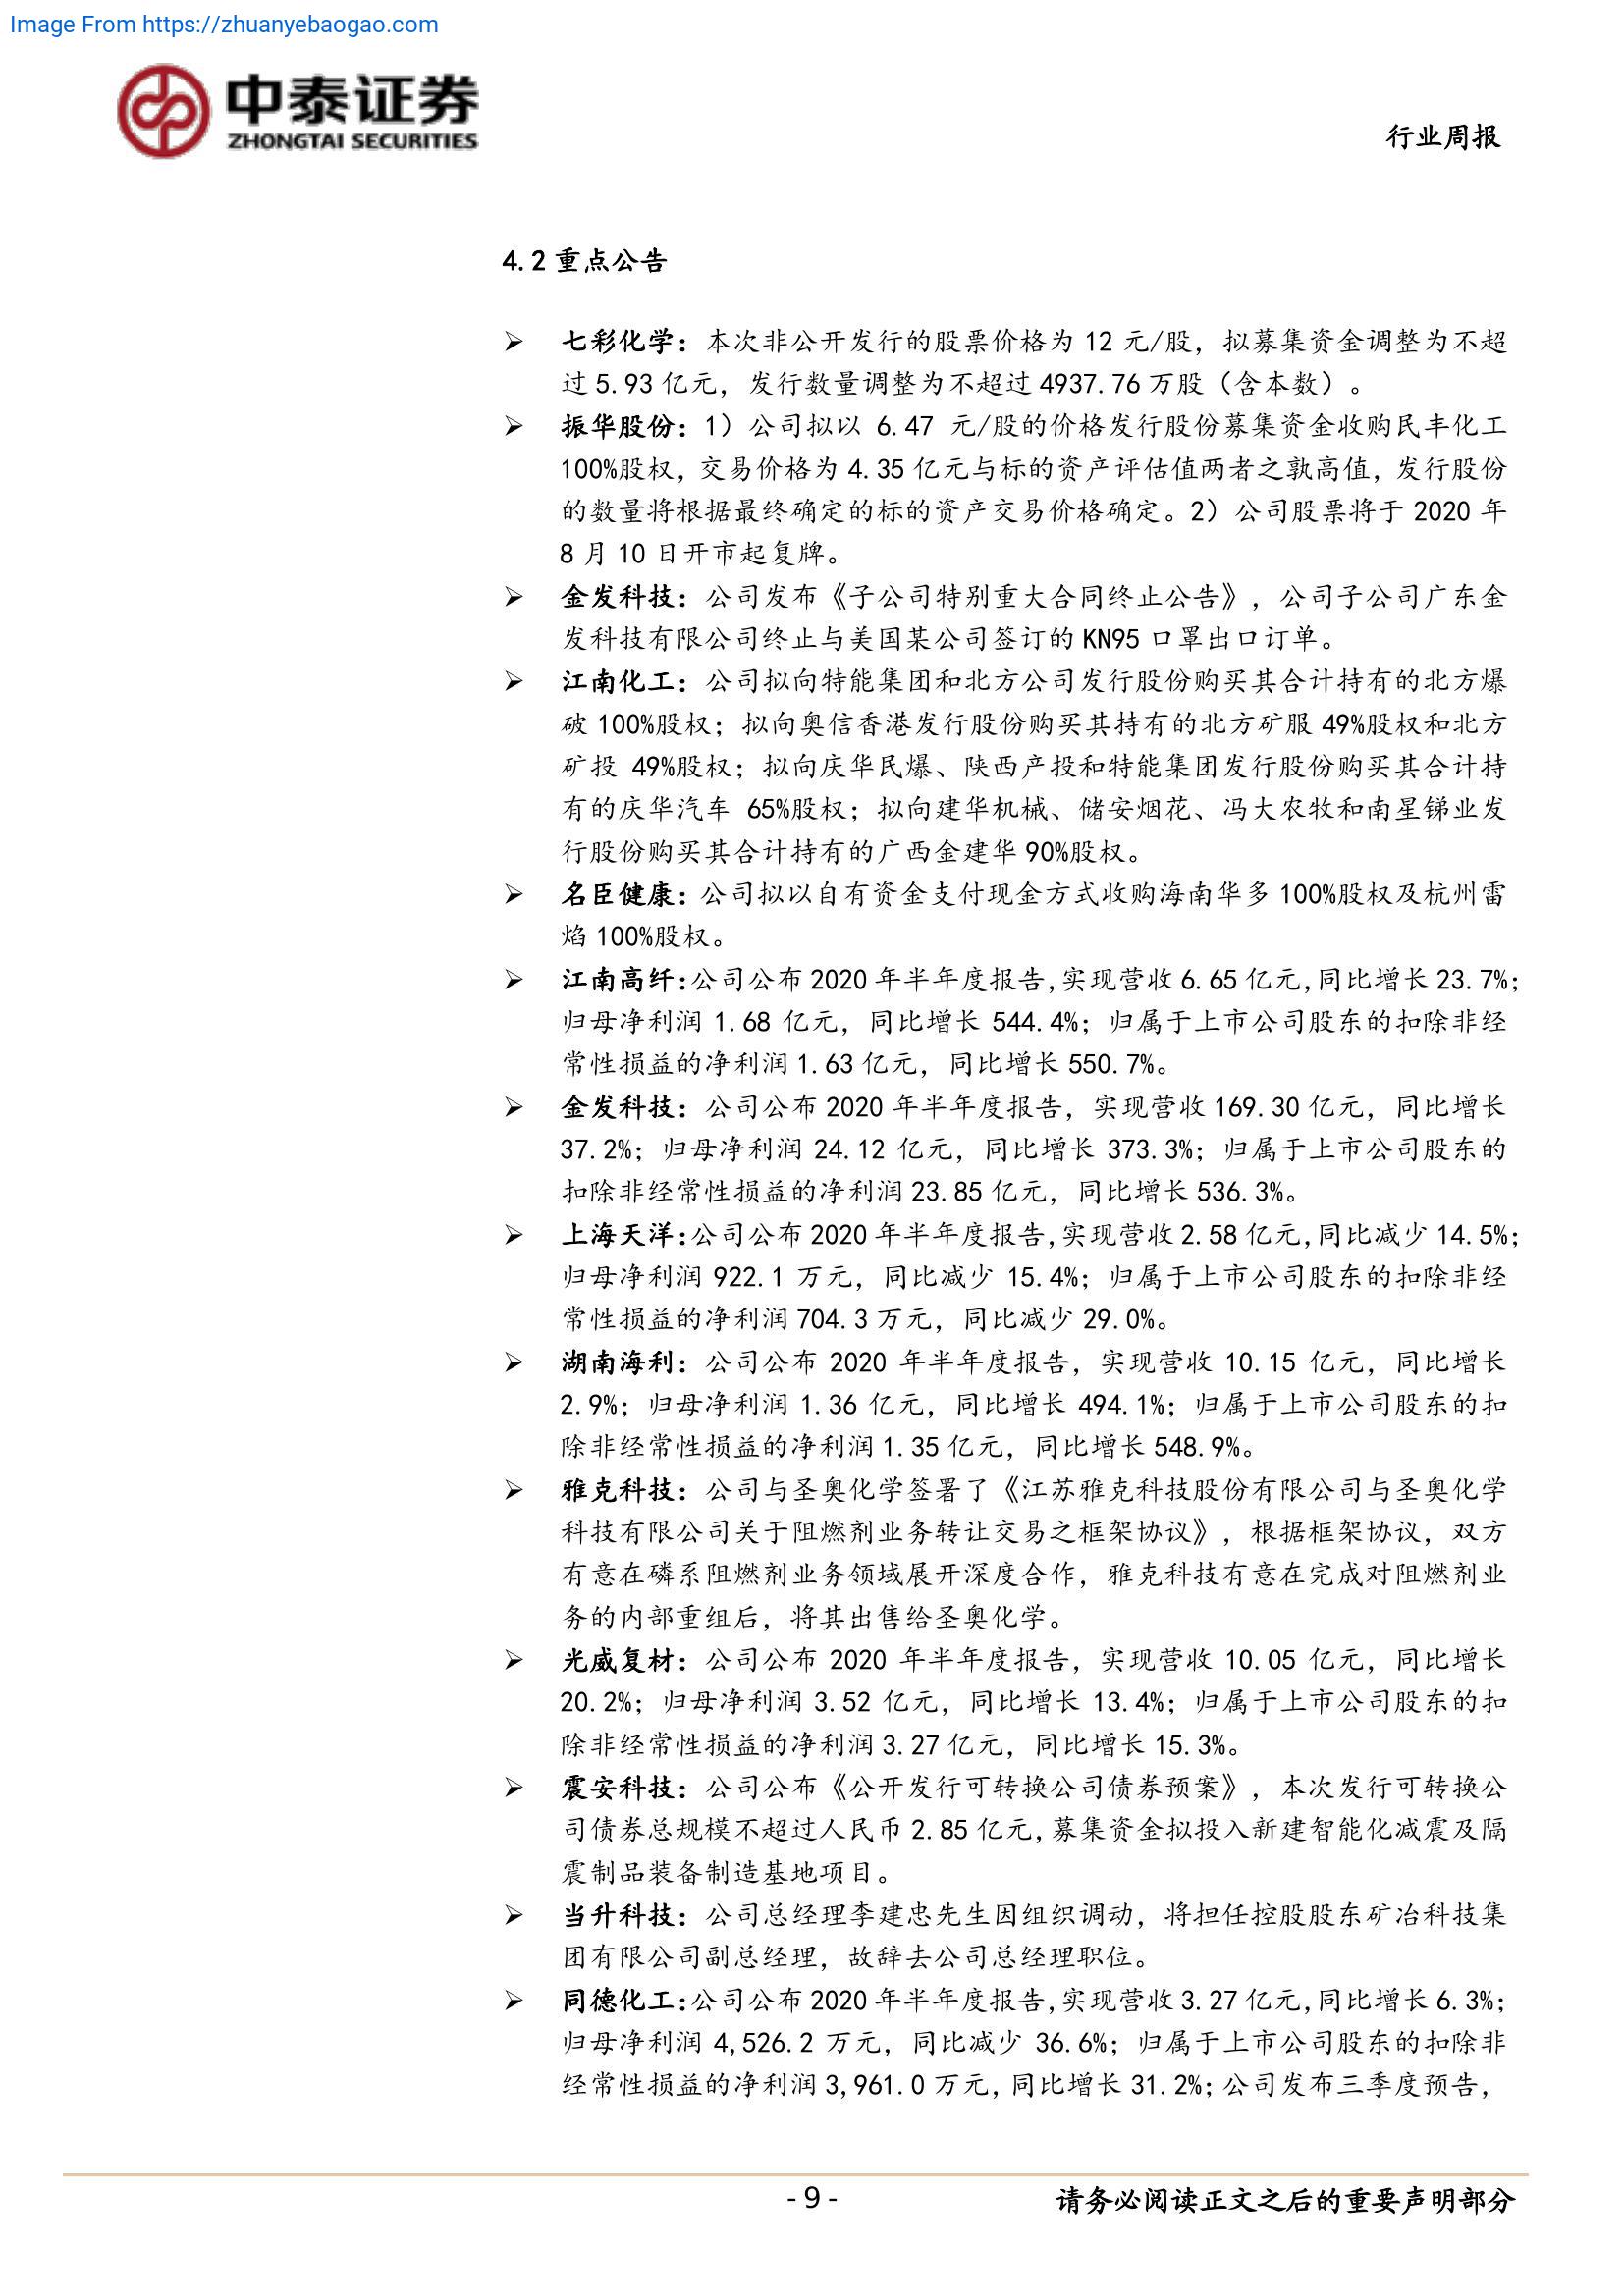 Image From https://zhuanyebaogao.com
中泰证券
ZHONGTAI SECURITIES
行业周报
4.2 重点公告
➢ 七彩化学：本次非公开发行的股票价格为 12 元/股，拟募集资金调整为不超
过 5.93 亿元，发行数量调整为不超过 4937.76 万股（含本数）。
➢ 振华股份：1）公司拟以 6.47 元/股的价格发行股份募集资金收购民丰化工
100%股权，交易价格为 4.35 亿元与标的资产评估值两者之孰高值，发行股份
的数量将根据最终确定的标的资产交易价格确定。2）公司股票将于 2020 年
8 月 10 日开市起复牌。
➢ 金发科技：公司发布《子公司特别重大合同终止公告》，公司子公司广东金
发科技有限公司终止与美国某公司签订的 KN95 口罩出口订单。
➢ 江南化工：公司拟向特能集团和北方公司发行股份购买其合计持有的北方爆
破 100%股权；拟向奥信香港发行股份购买其持有的北方矿服 49%股权和北方
矿投 49%股权；拟向庆华民爆、陕西产投和特能集团发行股份购买其合计持
有的庆华汽车 65%股权；拟向建华机械、储安烟花、冯大农牧和南星锑业发
行股份购买其合计持有的广西金建华 90%股权。
➢ 名臣健康：公司拟以自有资金支付现金方式收购海南华多 100%股权及杭州雷
焰 100%股权。
➢ 江南高纤：公司公布 2020 年半年度报告，实现营收 6.65 亿元，同比增长 23.7%；
归母净利润 1.68 亿元，同比增长 544.4%；归属于上市公司股东的扣除非经
常性损益的净利润 1.63 亿元，同比增长 550.7%。
➢ 金发科技：公司公布 2020 年半年度报告，实现营收 169.30 亿元，同比增长
37.2%；归母净利润 24.12 亿元，同比增长 373.3%；归属于上市公司股东的
扣除非经常性损益的净利润 23.85 亿元，同比增长 536.3%。
➢ 上海天洋：公司公布 2020 年半年度报告，实现营收 2.58 亿元，同比减少 14.5%；
归母净利润 922.1 万元，同比减少 15.4%；归属于上市公司股东的扣除非经
常性损益的净利润 704.3 万元，同比减少 29.0%。
➢ 湖南海利：公司公布 2020 年半年度报告，实现营收 10.15 亿元，同比增长
2.9%；归母净利润 1.36 亿元，同比增长 494.1%；归属于上市公司股东的扣
除非经常性损益的净利润 1.35 亿元，同比增长 548.9%。
➢ 雅克科技：公司与圣奥化学签署了《江苏雅克科技股份有限公司与圣奥化学
科技有限公司关于阻燃剂业务转让交易之框架协议》，根据框架协议，双方
有意在磷系阻燃剂业务领域展开深度合作，雅克科技有意在完成对阻燃剂业
务的内部重组后，将其出售给圣奥化学。
➢ 光威复材：公司公布 2020 年半年度报告，实现营收 10.05 亿元，同比增长
20.2%；归母净利润 3.52 亿元，同比增长 13.4%；归属于上市公司股东的扣
除非经常性损益的净利润 3.27 亿元，同比增长 15.3%。
➢ 震安科技：公司公布《公开发行可转换公司债券预案》，本次发行可转换公
司债券总规模不超过人民币 2.85 亿元，募集资金拟投入新建智能化减震及隔
震制品装备制造基地项目。
➢ 当升科技：公司总经理李建忠先生因组织调动，将担任控股股东矿冶科技集
团有限公司副总经理，故辞去公司总经理职位。
➢ 同德化工：公司公布 2020 年半年度报告，实现营收 3.27 亿元，同比增长 6.3%；
归母净利润 4,526.2 万元，同比减少 36.6%；归属于上市公司股东的扣除非
经常性损益的净利润 3,961.0 万元，同比增长 31.2%；公司发布三季度预告，
- 9 -
请务必阅读正文之后的重要声明部分